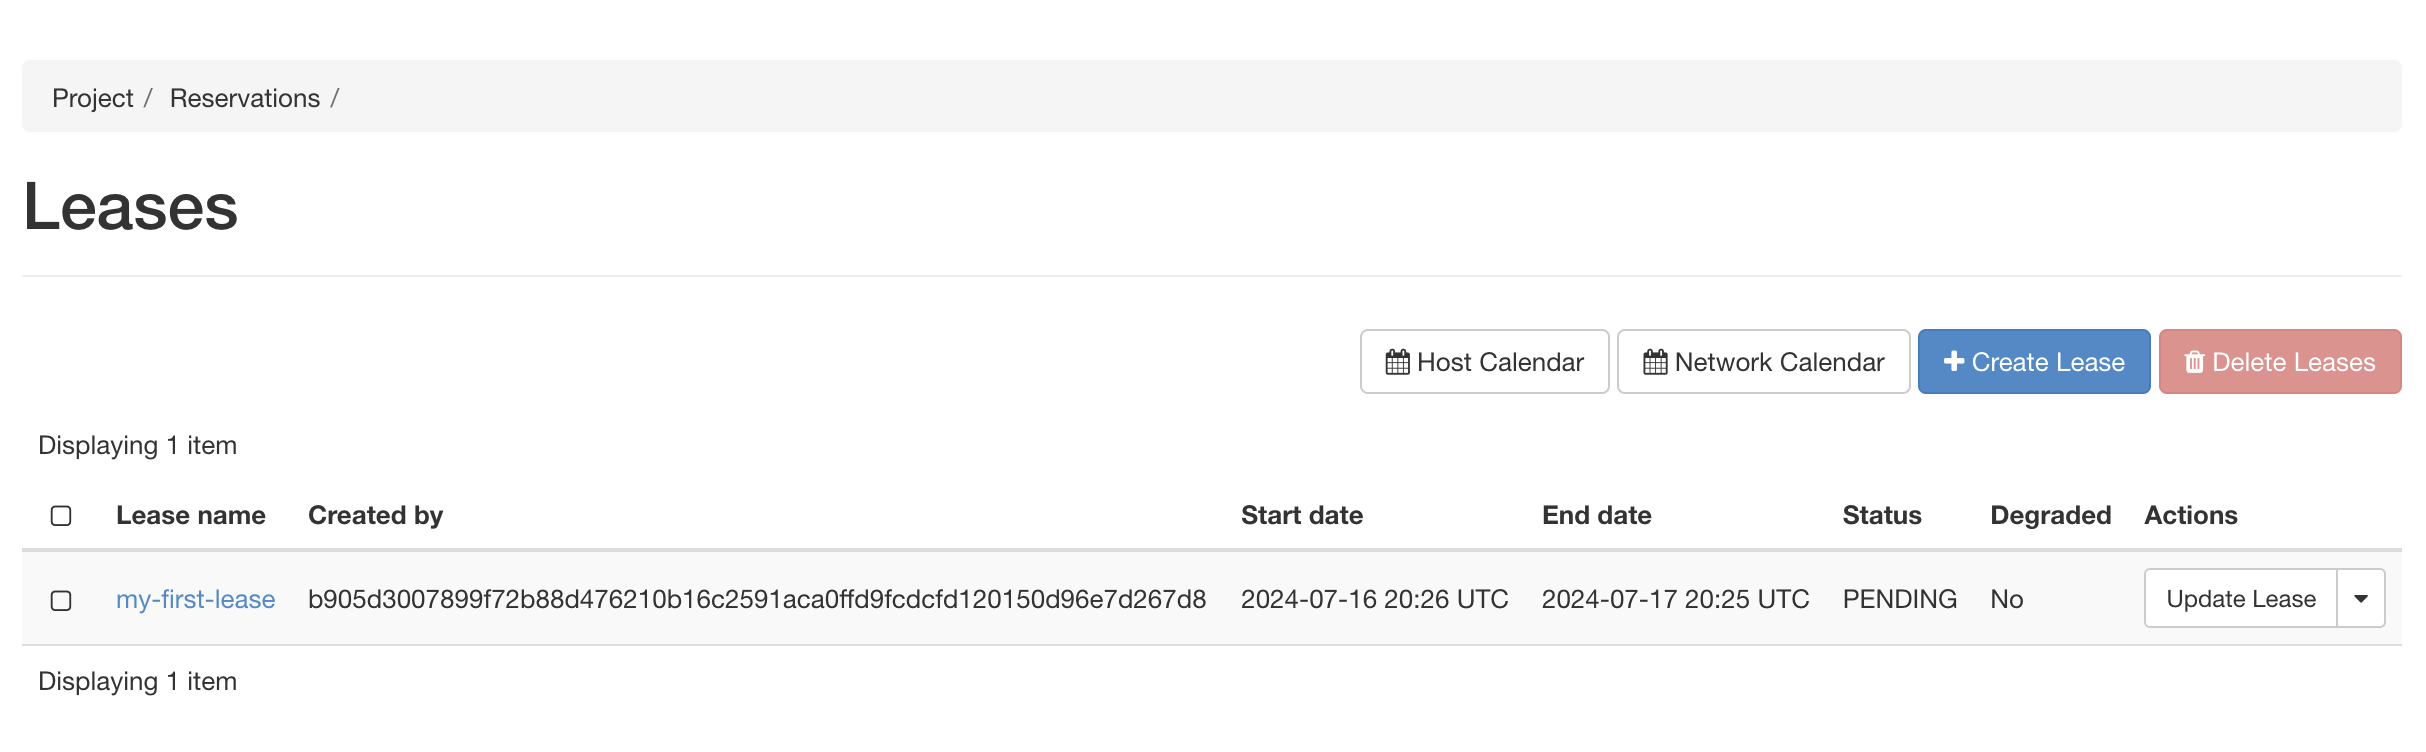 Project / Reservations /
Leases
Host Calendar Network Calendar Create Lease Delete Leases
Displaying 1 item
Lease name Created by Start date End date Status Degraded Actions
my-first-lease b905d3007899f72b88d476210b16c2591aca0ffd9fcdcfd120150d96e7d267d8 2024-07-16 20:26 UTC 2024-07-17 20:25 UTC PENDING No Update Lease
Displaying 1 item